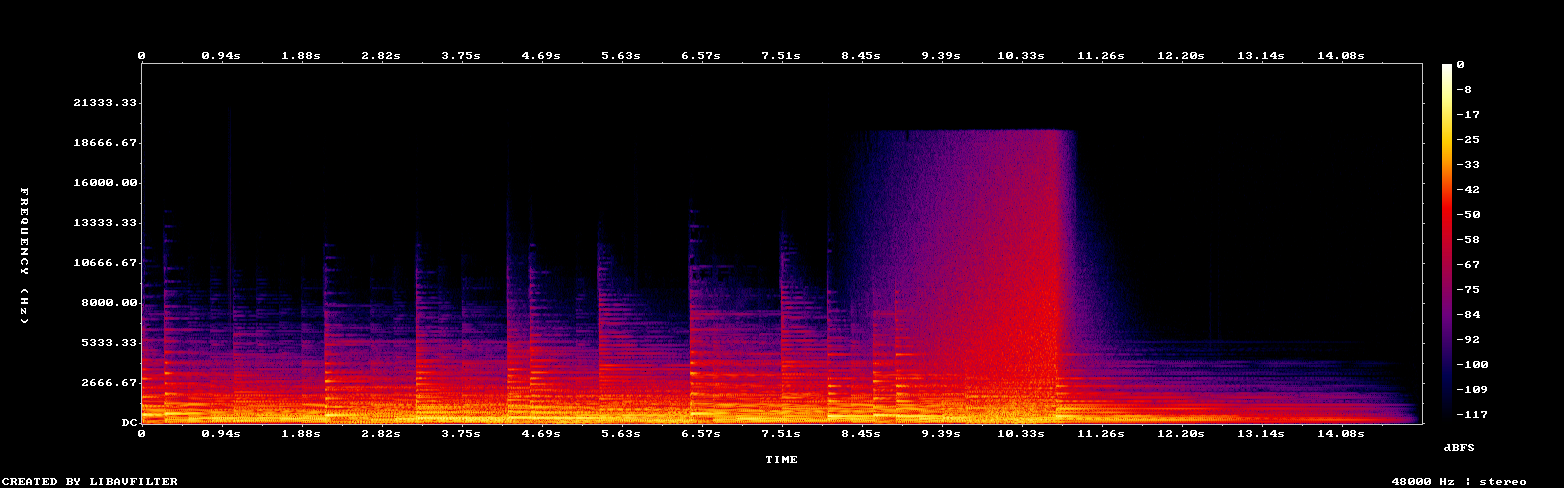 0 0.94s 1.88s 2.82s 3.75s 4.69s 5.63s 6.57s 7.51s 8.45s 9.39s 10.33s 11.26s 12.20s 13.14s 14.08s
21333.33
18666.67
16000.00
13333.33
10666.67
8000.00
5333.33
2666.67
DC
FREQUENCY (Hz)
0
-8
-17
-25
-33
-42
-50
-58
-67
-75
-84
-92
-100
-109
-117
0 0.94s 1.88s 2.82s 3.75s 4.69s 5.63s 6.57s 7.51s 8.45s 9.39s 10.33s 11.26s 12.20s 13.14s 14.08s
dBFS
TIME
CREATED BY LIBAVFILTER
48000 Hz | stereo